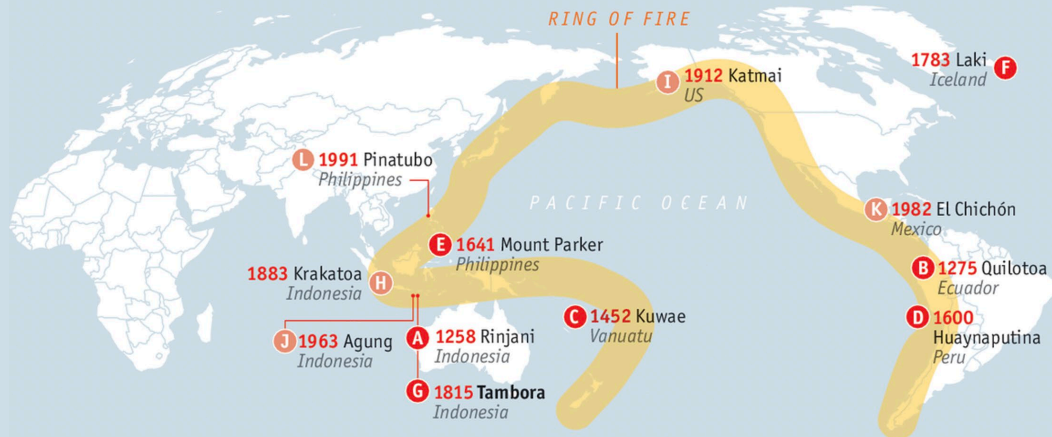 RING OF FIRE
1783 Laki
Iceland
F
I
1912 Katmai
US
L
1991 Pinatubo
Philippines
PACIFIC OCEAN
K
1982 El Chichón
Mexico
E
1641 Mount Parker
Philippines
1883 Krakatoa
Indonesia
H
B
1275 Quilotoa
Ecuador
C
1452 Kuwae
Vanuatu
D
1600
Huaynaputina
Peru
J
1963 Agung
Indonesia
A
1258 Rinjani
Indonesia
G
1815 Tambora
Indonesia